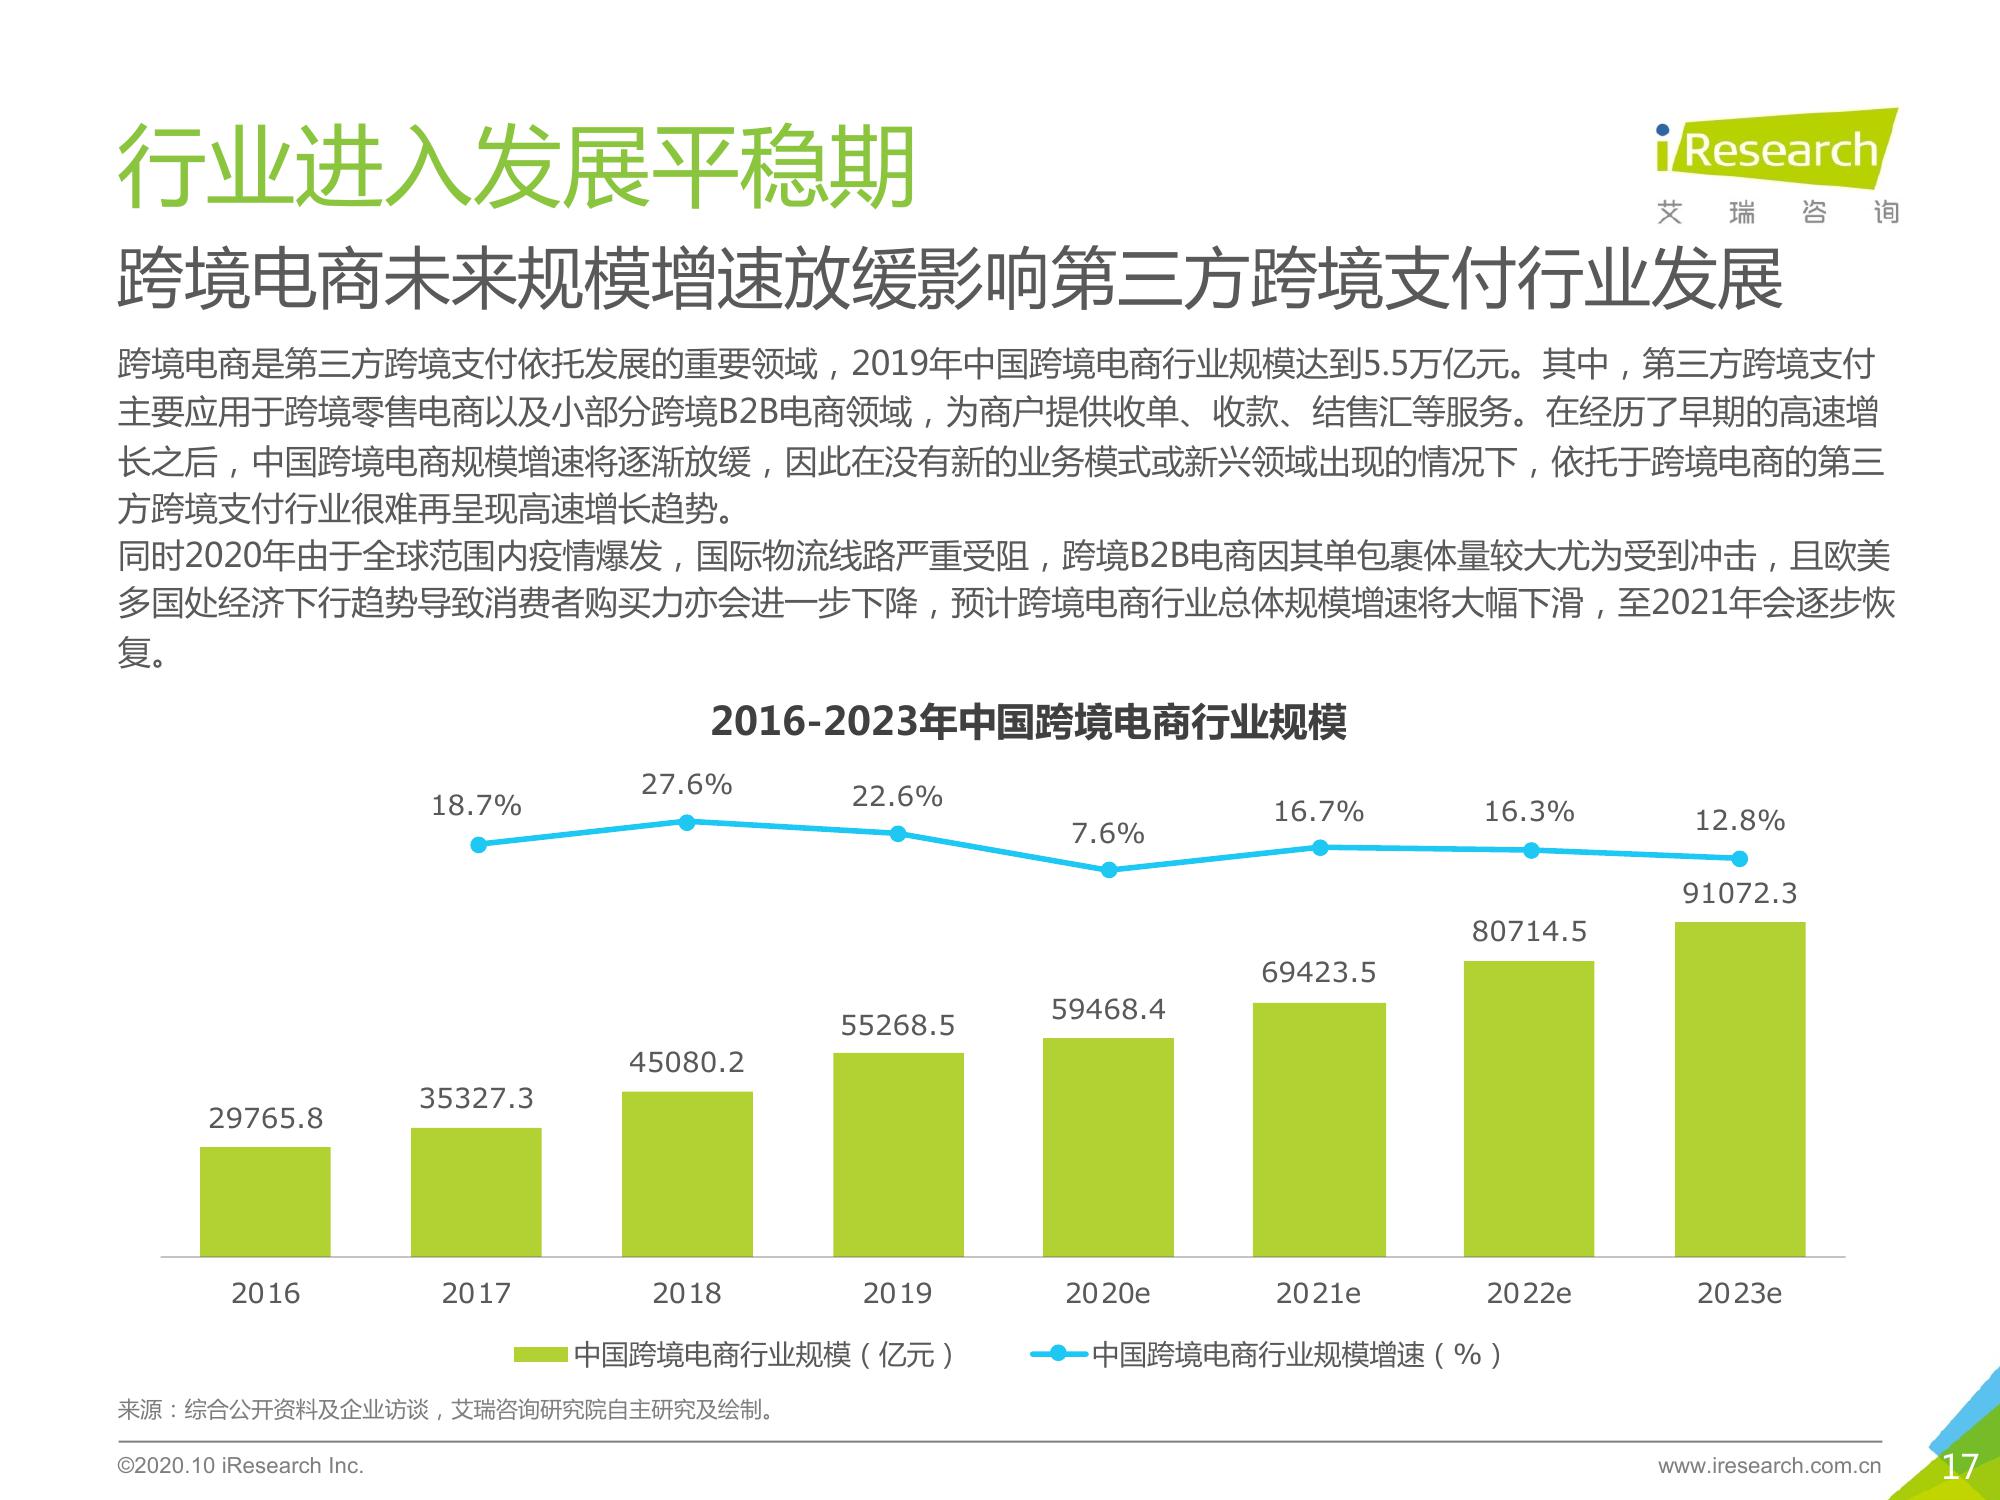 行业进入发展平稳期
iResearch
艾瑞咨询
跨境电商未来规模增速放缓影响第三方跨境支付行业发展
跨境电商是第三方跨境支付依托发展的重要领域，2019年中国跨境电商行业规模达到5.5万亿元。其中，第三方跨境支付
主要应用于跨境零售电商以及小部分跨境B2B电商领域，为商户提供收单、收款、结售汇等服务。在经历了早期的高速增
长之后，中国跨境电商规模增速将逐渐放缓，因此在没有新的业务模式或新兴领域出现的情况下，依托于跨境电商的第三
方跨境支付行业很难再呈现高速增长趋势。
同时2020年由于全球范围内疫情爆发，国际物流线路严重受阻，跨境B2B电商因其单包裹体量较大尤为受到冲击，且欧美
多国处经济下行趋势导致消费者购买力亦会进一步下降，预计跨境电商行业总体规模增速将大幅下滑，至2021年会逐步恢
复。
2016-2023年中国跨境电商行业规模
18.7% 27.6% 22.6% 7.6% 16.7% 16.3% 12.8%
29765.8 35327.3 45080.2 55268.5 59468.4 69423.5 80714.5 91072.3
2016 2017 2018 2019 2020e 2021e 2022e 2023e
中国跨境电商行业规模（亿元） 中国跨境电商行业规模增速（%）
来源：综合公开资料及企业访谈，艾瑞咨询研究院自主研究及绘制。
©2020.10 iResearch Inc. www.iresearch.com.cn 17